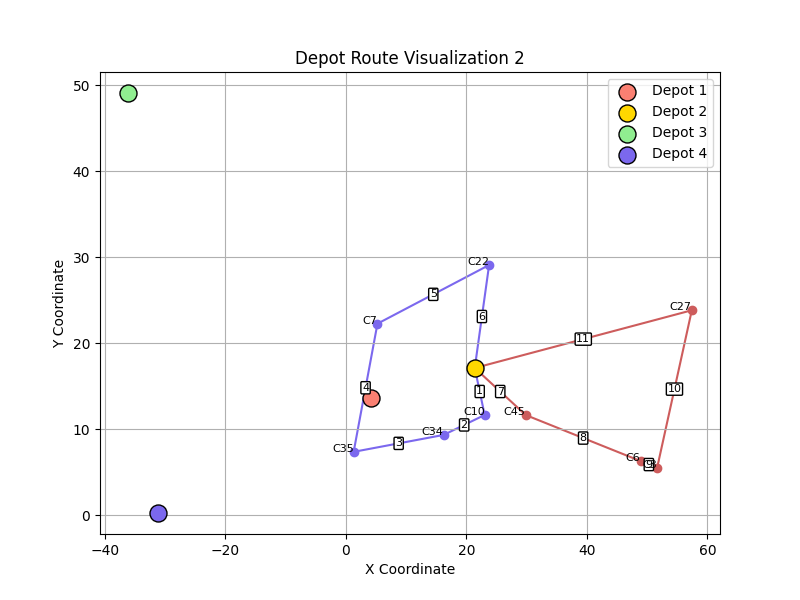 Depot Route Visualization 2
Depot 1
Depot 2
Depot 3
Depot 4
Y Coordinate
50
40
30
20
10
0
C22
C7
C27
C10
C45
C34
C35
C6
1
2
3
4
5
6
7
8
9
10
11
−40
−20
0
20
40
60
X Coordinate